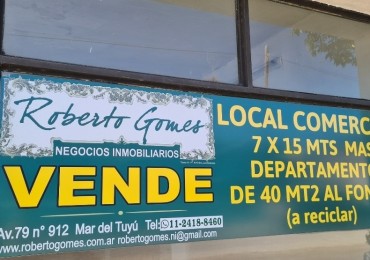 Roberto Gomes
NEGOCIOS INMOBILIARIOS
VENDE
Av.79 n° 912 Mar del Tuyú Tel: 11-2418-8460
www.robertogomes.com.ar robertogomes.ni@gmail.com
LOCAL COMERC
7 X 15 MTS MAS
DEPARTAMENTO
DE 40 MT2 AL FON
(a reciclar)